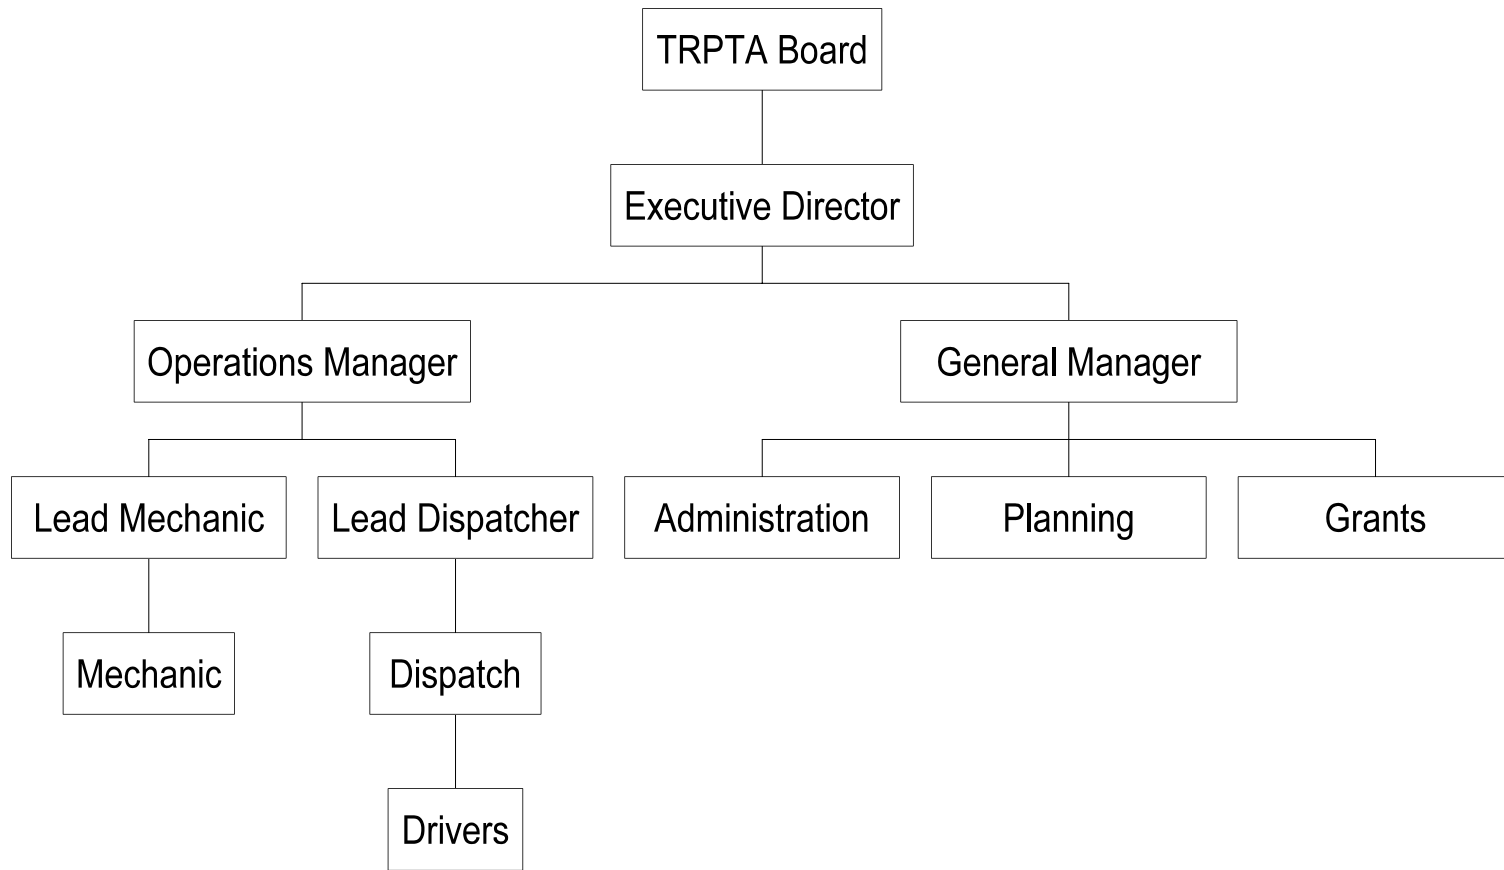 TRPTA Board
Executive Director
Operations Manager
General Manager
Lead Mechanic
Lead Dispatcher
Administration
Planning
Grants
Mechanic
Dispatch
Drivers